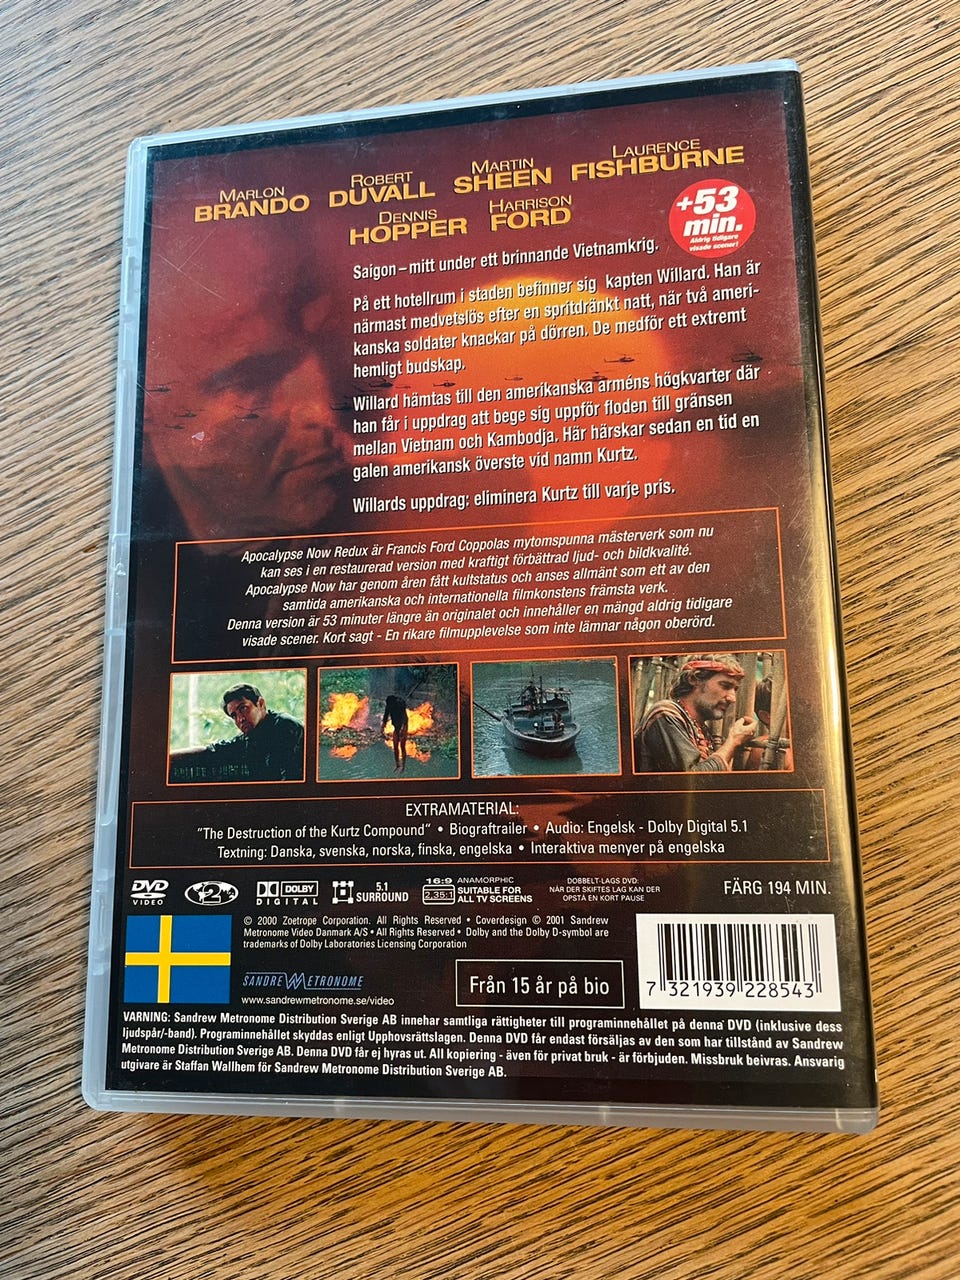 MARLON BRANDO ROBERT DUVALL MARTIN SHEEN LAURENCE FISHBURNE
DENNIS HOPPER HARRISON FORD
+53
min.
Aldrig tidigare
visade scener!
Saigon – mitt under ett brinnande Vietnamkrig.
På ett hotellrum i staden befinner sig kapten Willard. Han är
närmast medvetslös efter en spritdränkt natt, när två ameri-
kanska soldater knackar på dörren. De medför ett extremt
hemligt budskap.
Willard hämtas till den amerikanska arméns högkvarter där
han får i uppdrag att bege sig uppför floden till gränsen
mellan Vietnam och Kambodja. Här härskar sedan en tid en
galen amerikansk överste vid namn Kurtz.
Willards uppdrag: eliminera Kurtz till varje pris.
Apocalypse Now Redux är Francis Ford Coppolas mytomspunna mästerverk som nu
kan ses i en restaurerad version med kraftigt förbättrad ljud- och bildkvalité.
Apocalypse Now har genom åren fått kultstatus och anses allmänt som ett av den
samtida amerikanska och internationella filmkonstens främsta verk.
Denna version är 53 minuter längre än originalet och innehåller en mängd aldrig tidigare
visade scener. Kort sagt - En rikare filmupplevelse som inte lämnar någon oberörd.
EXTRAMATERIAL:
"The Destruction of the Kurtz Compound" • Biograftrailer • Audio: Engelsk - Dolby Digital 5.1
Textning: Danska, svenska, norska, finska, engelska • Interaktiva menyer på engelska
DVD
VIDEO
2
DOLBY
DIGITAL
5.1
SURROUND
16:9
2,35:1
ANAMORPHIC
SUITABLE FOR
ALL TV SCREENS
DOBBELT-LAGS DVD:
NÅR DER SKIFTES LAG KAN DER
OPSTÅ EN KORT PAUSE
FÄRG 194 MIN.
© 2000 Zoetrope Corporation. All Rights Reserved • Coverdesign © 2001 Sandrew
Metronome Video Danmark A/S • All Rights Reserved • Dolby and the Dolby D-symbol are
trademarks of Dolby Laboratories Licensing Corporation
SANDREW METRONOME
www.sandrewmetronome.se/video
Från 15 år på bio
7 321939 228543
VARNING: Sandrew Metronome Distribution Sverige AB innehar samtliga rättigheter till programinnehållet på denna DVD (inklusive dess
ljudspår/-band). Programinnehållet skyddas enligt Upphovsrättslagen. Denna DVD får endast försäljas av den som har tillstånd av Sandrew
Metronome Distribution Sverige AB. Denna DVD får ej hyras ut. All kopiering - även för privat bruk - är förbjuden. Missbruk beivras. Ansvarig
utgivare är Staffan Wallhem för Sandrew Metronome Distribution Sverige AB.